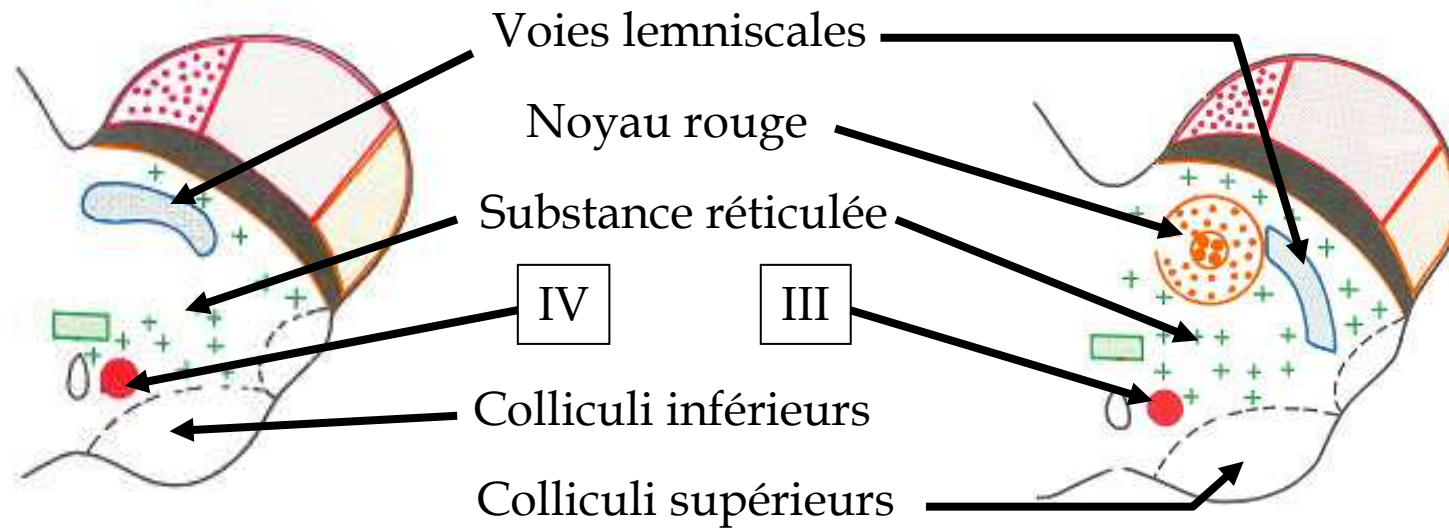 Voies lemniscales
Noyau rouge
Substance réticulée
IV III
Colliculi inférieurs
Colliculi supérieurs